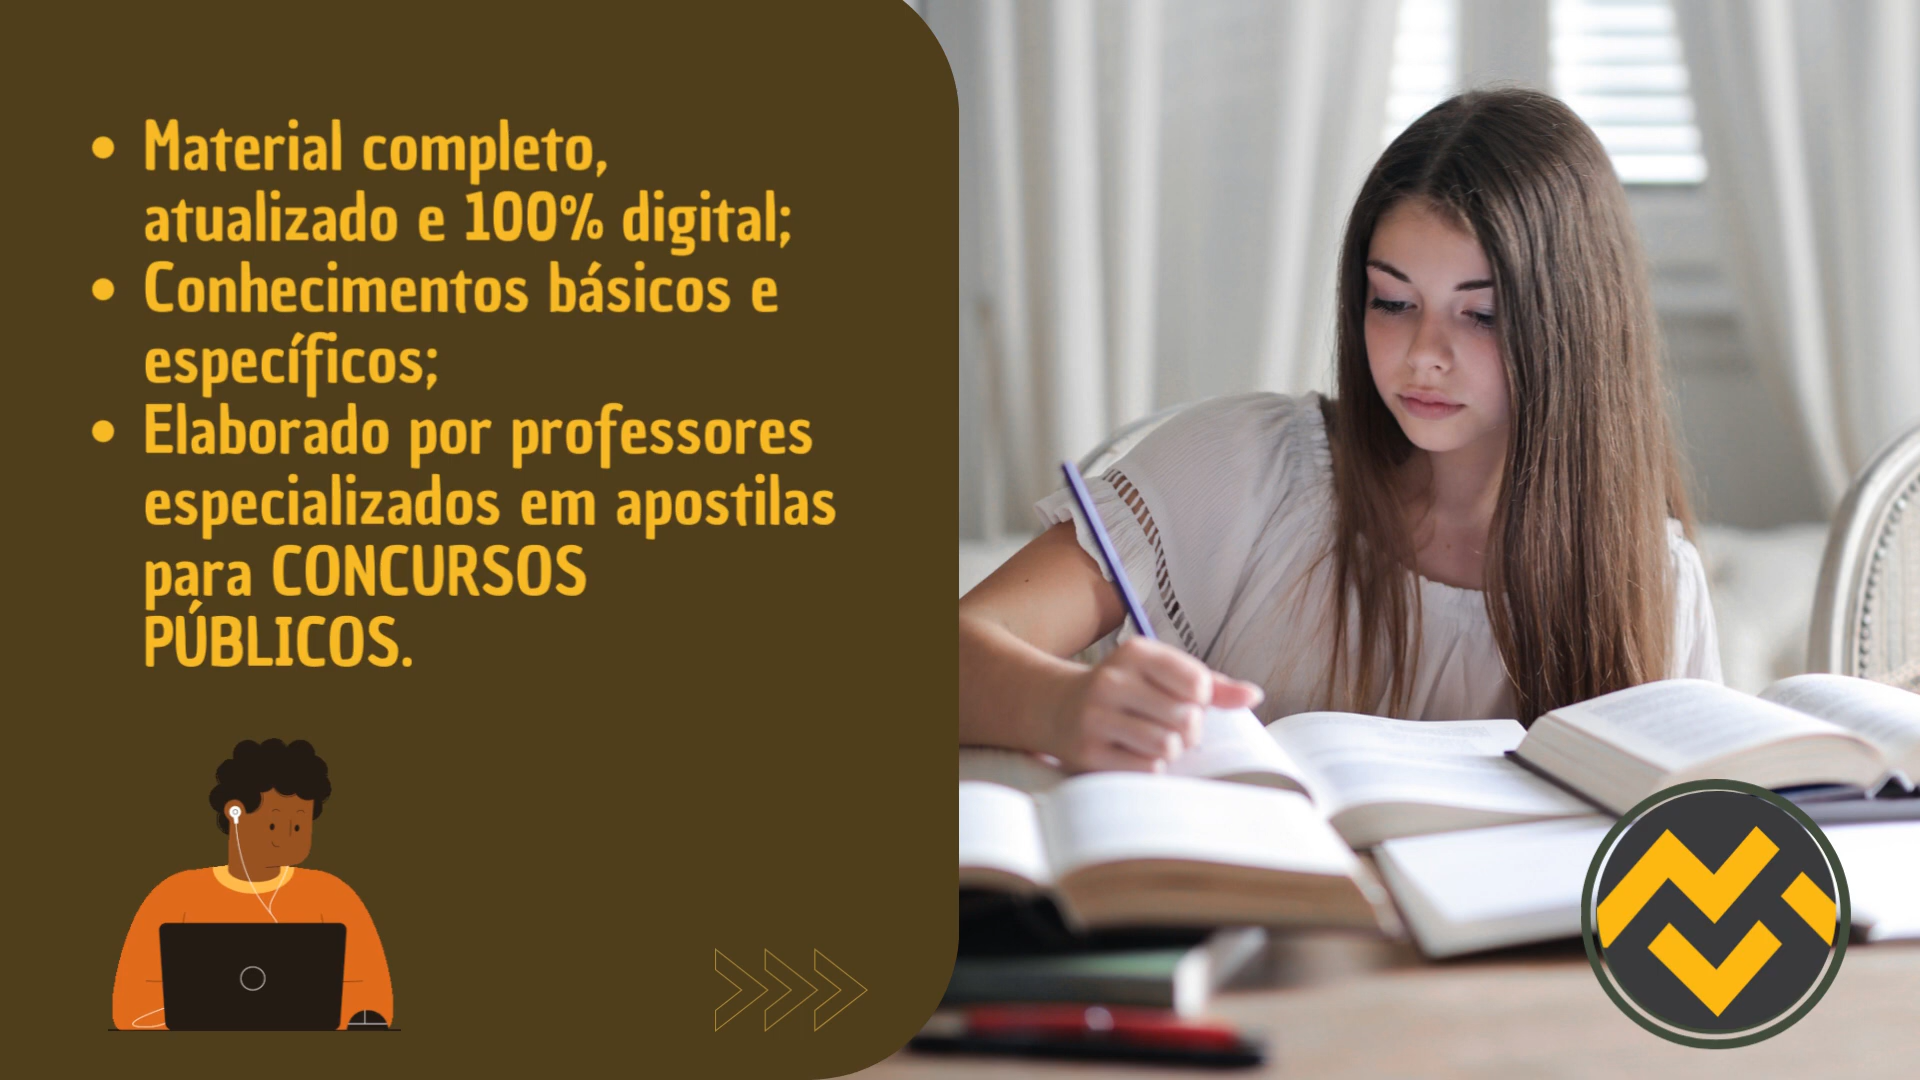 • Material completo,
atualizado e 100% digital;
• Conhecimentos básicos e
específicos;
• Elaborado por professores
especializados em apostilas
para CONCURSOS
PÚBLICOS.